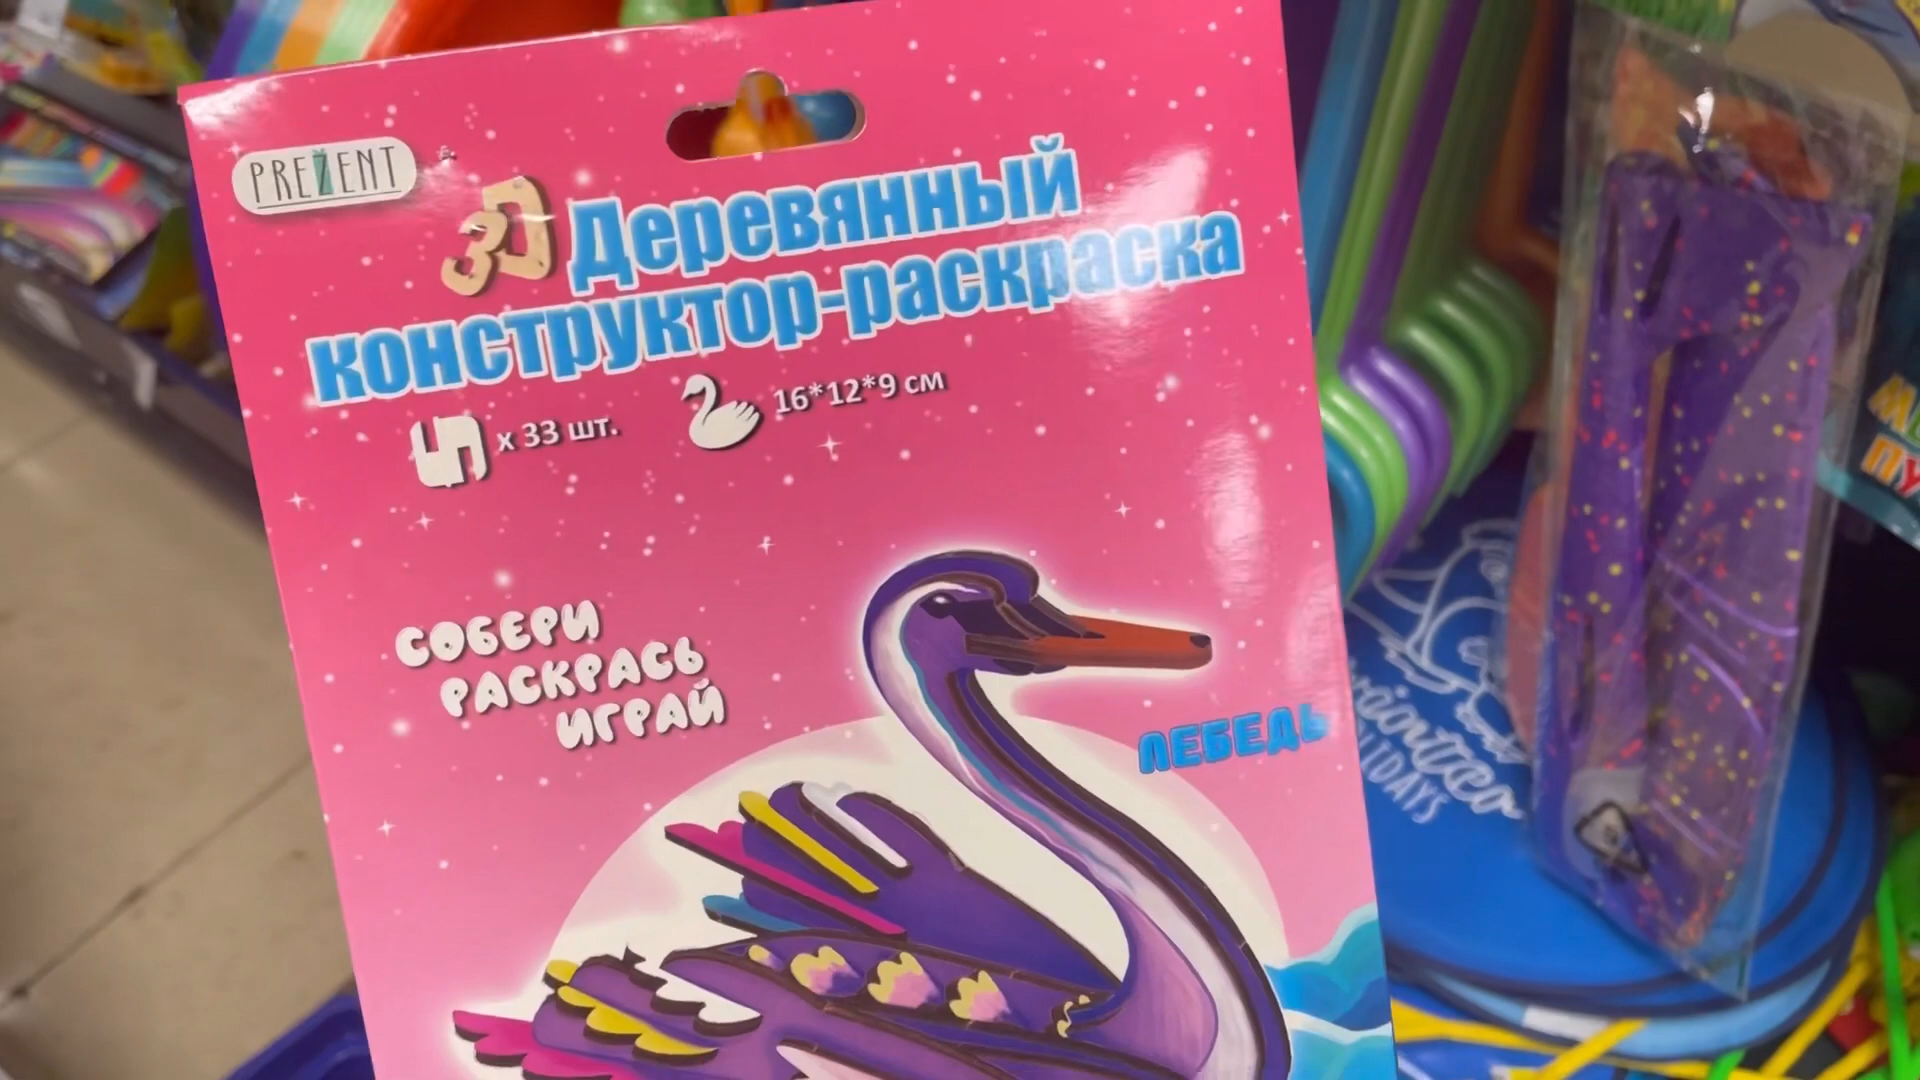 PREZENT
3D Деревянный
конструктор-раскраска
x 33 шт.
16*12*9 см
СОБЕРИ
РАСКРАСЬ
ИГРАЙ
ЛЕБЕДЬ